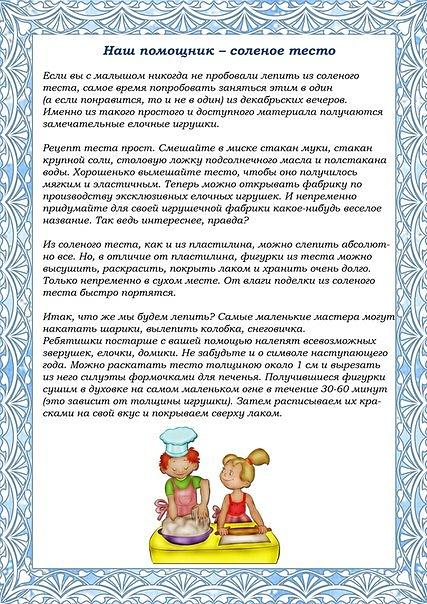 Наш помощник – соленое тесто
Если вы с малышом никогда не пробовали лепить из соленого
теста, самое время попробовать заняться этим в один
(а если понравится, то и не в один) из декабрьских вечеров.
Именно из такого простого и доступного материала получаются
замечательные елочные игрушки.
Рецепт теста прост. Смешайте в миске стакан муки, стакан
крупной соли, столовую ложку подсолнечного масла и полстакана
воды. Хорошенько вымешайте тесто, чтобы оно получилось
мягким и эластичным. Теперь можно открывать фабрику по
производству эксклюзивных елочных игрушек. И непременно
придумайте для своей игрушечной фабрики какое-нибудь веселое
название. Так ведь интереснее, правда?
Из соленого теста, как и из пластилина, можно слепить абсолют-
но все. Но, в отличие от пластилина, фигурки из теста можно
высушить, раскрасить, покрыть лаком и хранить очень долго.
Только непременно в сухом месте. От влаги поделки из соленого
теста быстро портятся.
Итак, что же мы будем лепить? Самые маленькие мастера могут
накатать шарики, вылепить колобка, снеговичка.
Ребятишки постарше с вашей помощью налепят всевозможных
зверушек, елочки, домики. Не забудьте и о символе наступающего
года. Можно раскатать тесто толщиною около 1 см и вырезать
из него силуэты формочками для печенья. Получившиеся фигурки
сушим в духовке на самом маленьком огне в течение 30-60 минут
(это зависит от толщины игрушки). Затем расписываем их кра-
сками на свой вкус и покрываем сверху лаком.